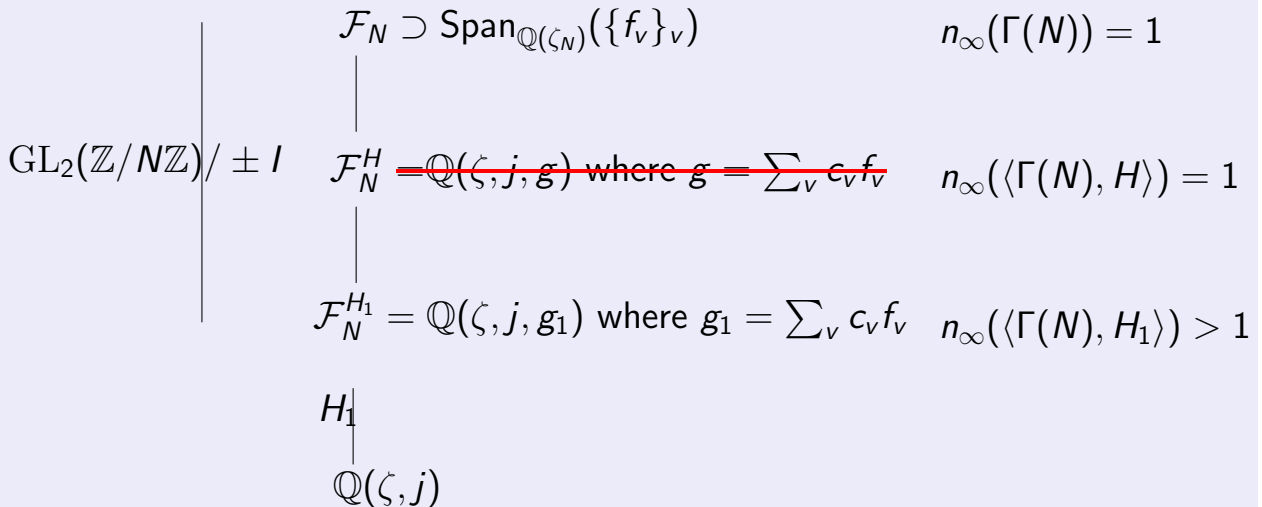 𝓕_N ⊃ Span_{ℚ(ζ_N)}({f_v}_v) n_∞(Γ(N)) = 1
GL₂(ℤ/Nℤ)/ ± I 𝓕_N^H =ℚ(ζ, j, g) where g = ∑_v c_v f_v n_∞(⟨Γ(N), H⟩) = 1
𝓕_N^{H₁} = ℚ(ζ, j, g₁) where g₁ = ∑_v c_v f_v n_∞(⟨Γ(N), H₁⟩) > 1
H₁
ℚ(ζ, j)